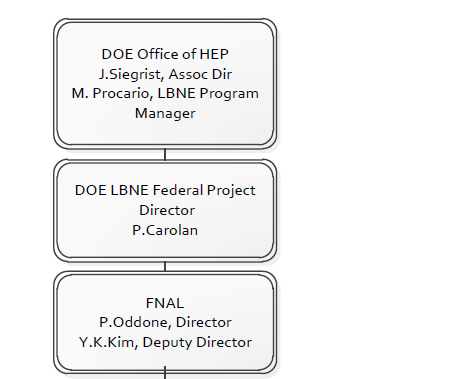 DOE Office of HEP
J.Siegrist, Assoc Dir
M. Procario, LBNE Program
Manager
DOE LBNE Federal Project
Director
P.Carolan
FNAL
P.Oddone, Director
Y.K.Kim, Deputy Director